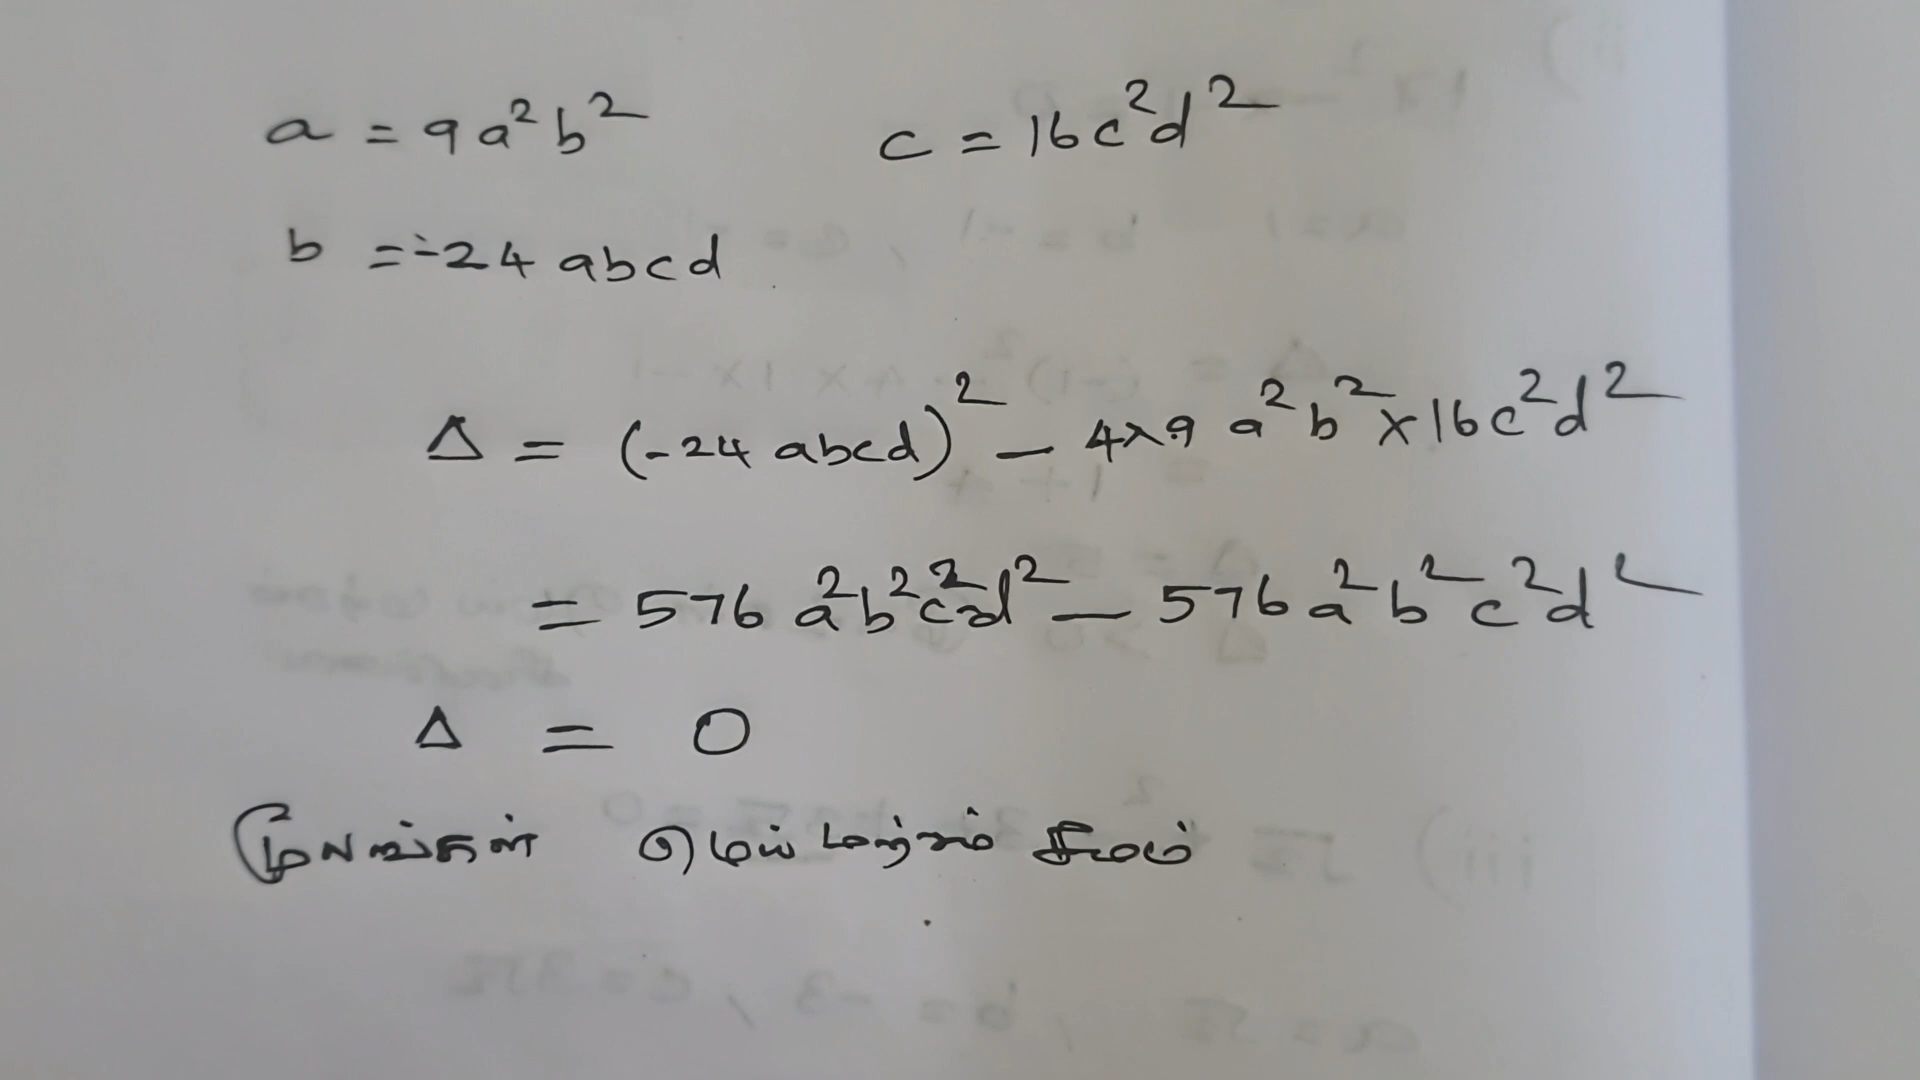 a = 9a²b² c = 16c²d²
b = -24 abcd
Δ = (-24 abcd)² - 4×9 a²b²×16c²d²
= 576 a²b²c²d² - 576 a²b²c²d²
Δ = 0
மூலங்கள் மெய் மற்றும் சமம்